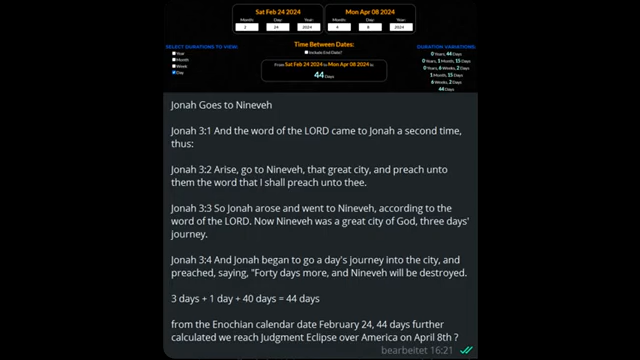 Sat Feb 24 2024
Mon Apr 08 2024
Month: Day: Year: Month: Day: Year:
2 24 2024 4 8 2024
SELECT DURATIONS TO VIEW:
Year
Month
Week
Day
Time Between Dates:
Include End Date?
From Sat Feb 24 2024 to Mon Apr 08 2024 is
44 Days
DURATION VARIATIONS
0 Years, 44 Days
0 Years, 1 Month, 15 Days
0 Years, 6 Weeks, 2 Days
1 Month, 15 Days
6 Weeks, 2 Days
44 Days
Jonah Goes to Nineveh
Jonah 3:1 And the word of the LORD came to Jonah a second time,
thus:
Jonah 3:2 Arise, go to Nineveh, that great city, and preach unto
them the word that I shall preach unto thee.
Jonah 3:3 So Jonah arose and went to Nineveh, according to the
word of the LORD. Now Nineveh was a great city of God, three days'
journey.
Jonah 3:4 And Jonah began to go a day's journey into the city, and
preached, saying, "Forty days more, and Nineveh will be destroyed.
3 days + 1 day + 40 days = 44 days
from the Enochian calendar date February 24, 44 days further
calculated we reach Judgment Eclipse over America on April 8th ?
bearbeitet 16:21